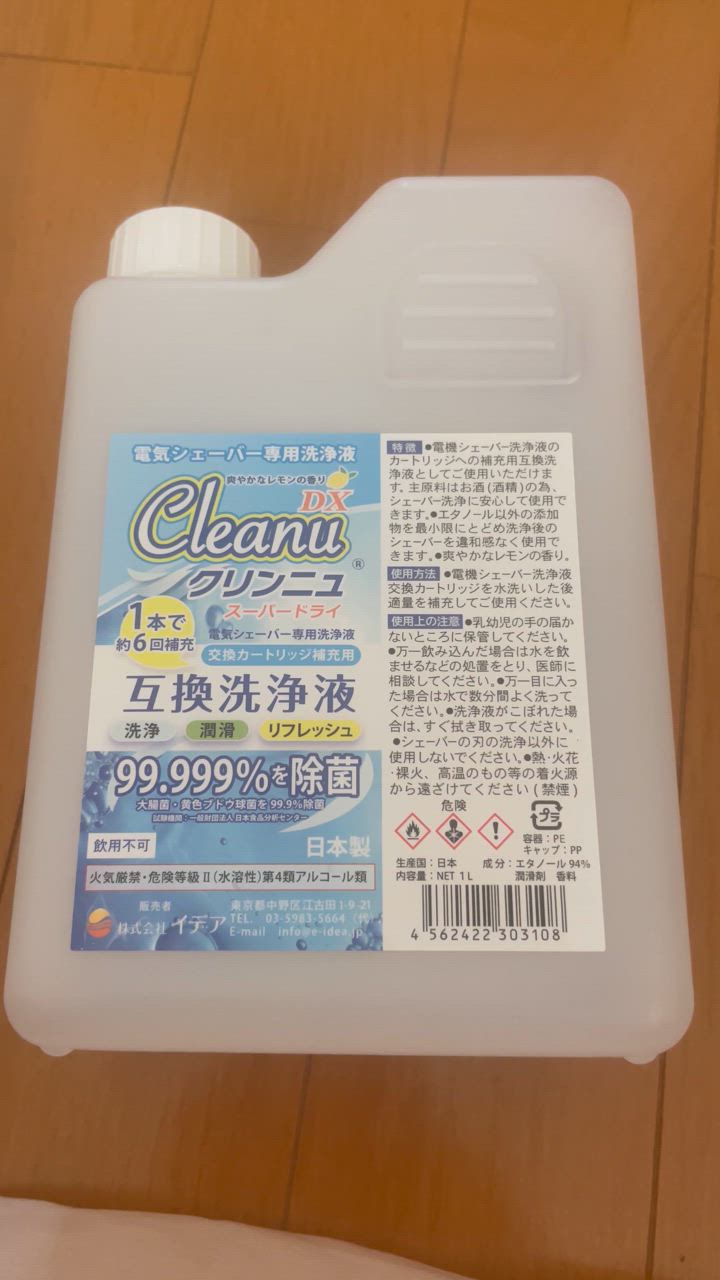 電気シェーバー専用洗浄液
爽やかなレモンの香り
DX
Cleanu®
クリンニュ
スーパードライ
1本で
約6回補充
電気シェーバー専用洗浄液
交換カートリッジ補充用
互換洗浄液
洗浄 潤滑 リフレッシュ
99.999%を除菌
大腸菌・黄色ブドウ球菌を99.9%除菌
試験機関:一般財団法人 日本食品分析センター
飲用不可
日本製
火気厳禁・危険等級Ⅱ(水溶性)第4類アルコール類
販売者
株式会社 イデア
東京都中野区江古田1-9-21
TEL. 03-5983-5664(代)
E-mail info@e-idea.jp
特徴 ●電機シェーバー洗浄液の
カートリッジへの補充用互換洗
浄液としてご使用いただけま
す。主原料はお酒(酒精)の為、
シェーバー洗浄に安心して使用で
きます。●エタノール以外の添加
物を最小限にとどめ洗浄後の
シェーバーを違和感なく使用で
きます。●爽やかなレモンの香り。
使用方法 ●電機シェーバー洗浄液
交換カートリッジを水洗いした後
適量を補充してご使用ください。
使用上の注意 ●乳幼児の手の届か
ないところに保管してください。
●万一飲み込んだ場合は水を飲
ませるなどの処置をとり、医師に
相談してください。●万一目に入っ
た場合は水で数分間よく洗って
ください。●洗浄液がこぼれた場合
は、すぐ拭き取ってください。
●シェーバーの刃の洗浄以外に
使用しないでください。●熱・火花
・裸火、高温のもの等の着火源
から遠ざけてください(禁煙)
危険
プラ
容器:PE
キャップ:PP
生産国:日本 成分:エタノール94%
内容量:NET 1L 潤滑剤 香料
4 562422 303108